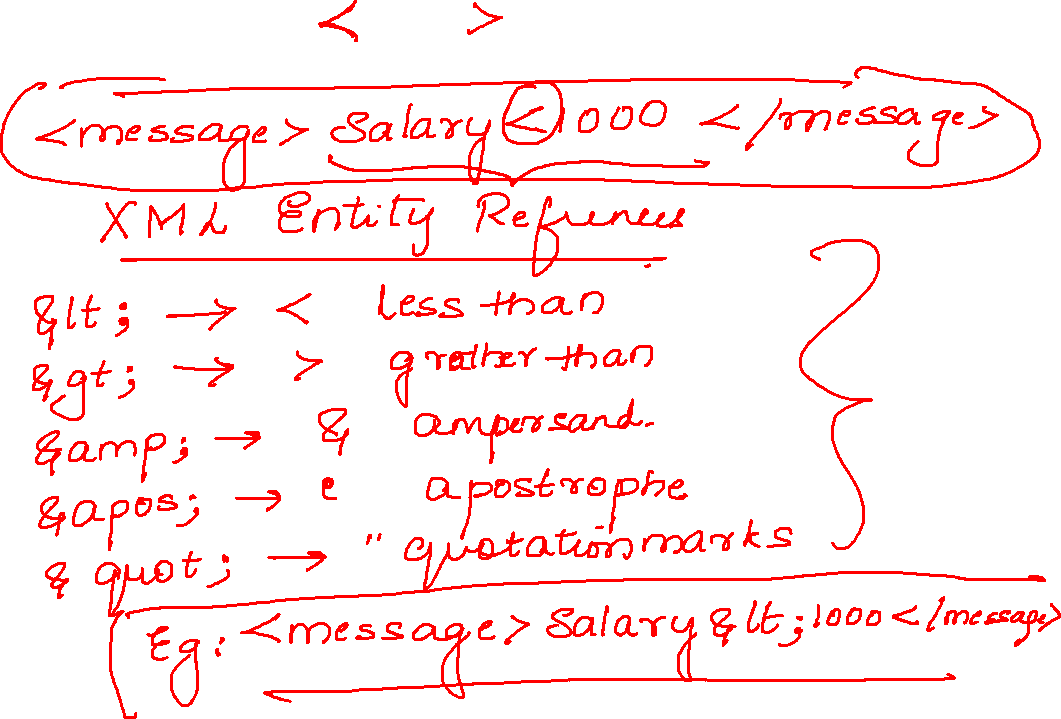 < >
<message> Salary < 1000 </message>
XML Entity Refrences
&lt; → < less than
&gt; → > grather than
&amp; → & ampersand.
&apos; → ' apostrophe
&quot; → " quotation marks
Eg: <message> Salary &lt; 1000 </message>